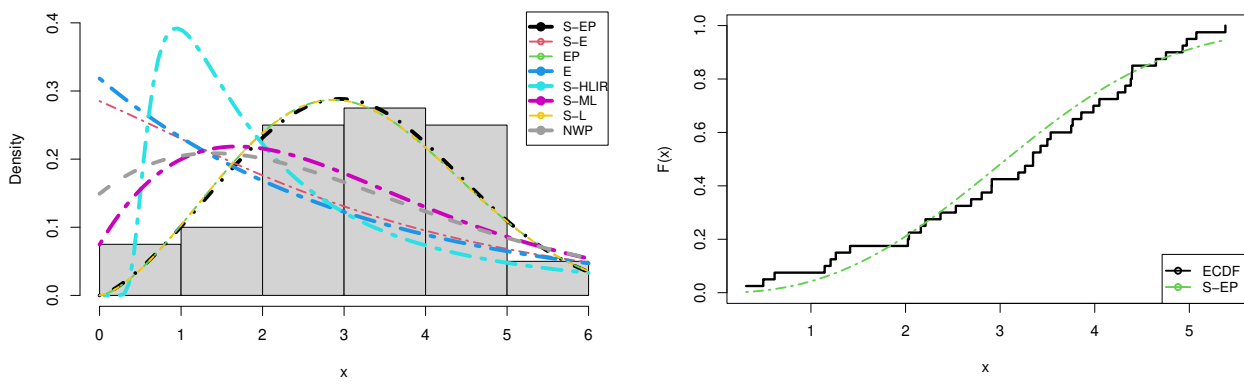 Density
0.0
0.1
0.2
0.3
0.4
0 1 2 3 4 5 6
x
S−EP
S−E
EP
E
S−HLIR
S−ML
S−L
NWP
F(x)
0.0
0.2
0.4
0.6
0.8
1.0
1 2 3 4 5
x
ECDF
S−EP